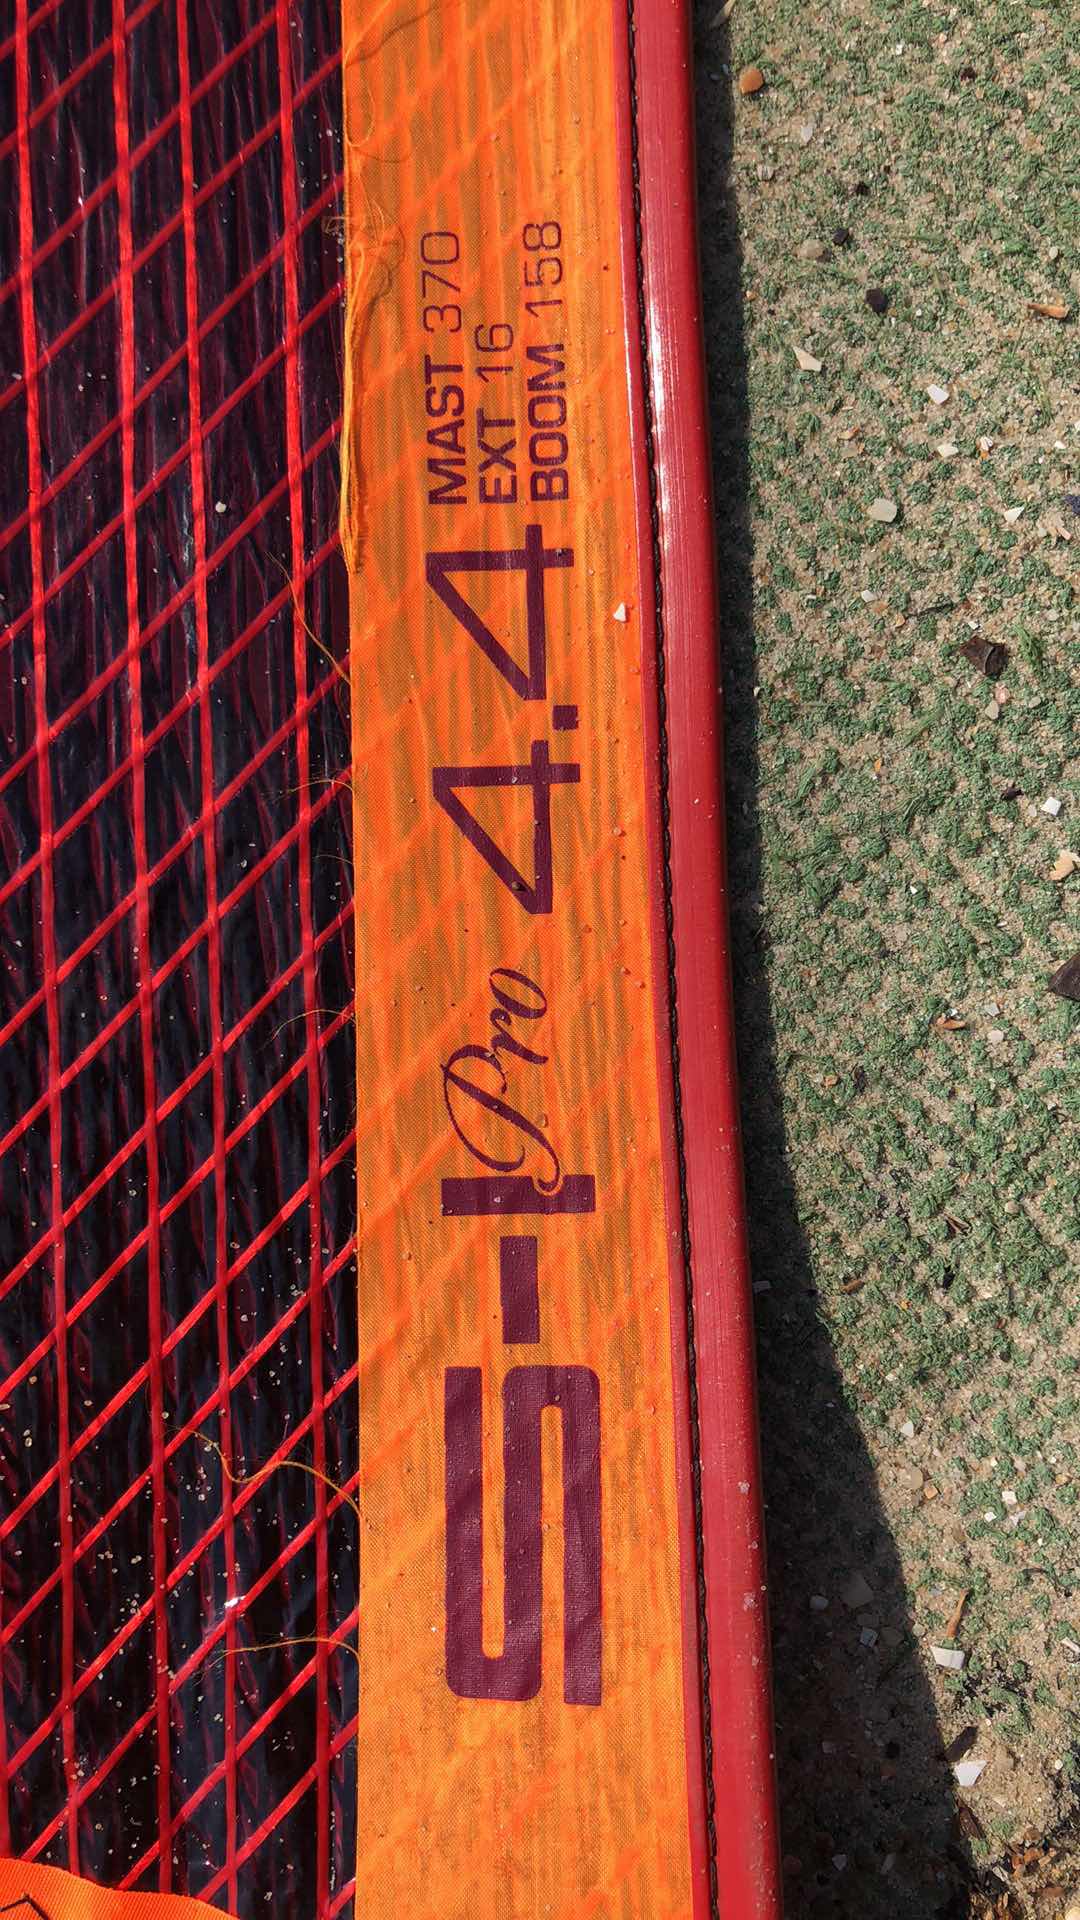 S-1 Pro 4.4
MAST 370
EXT 16
BOOM 158